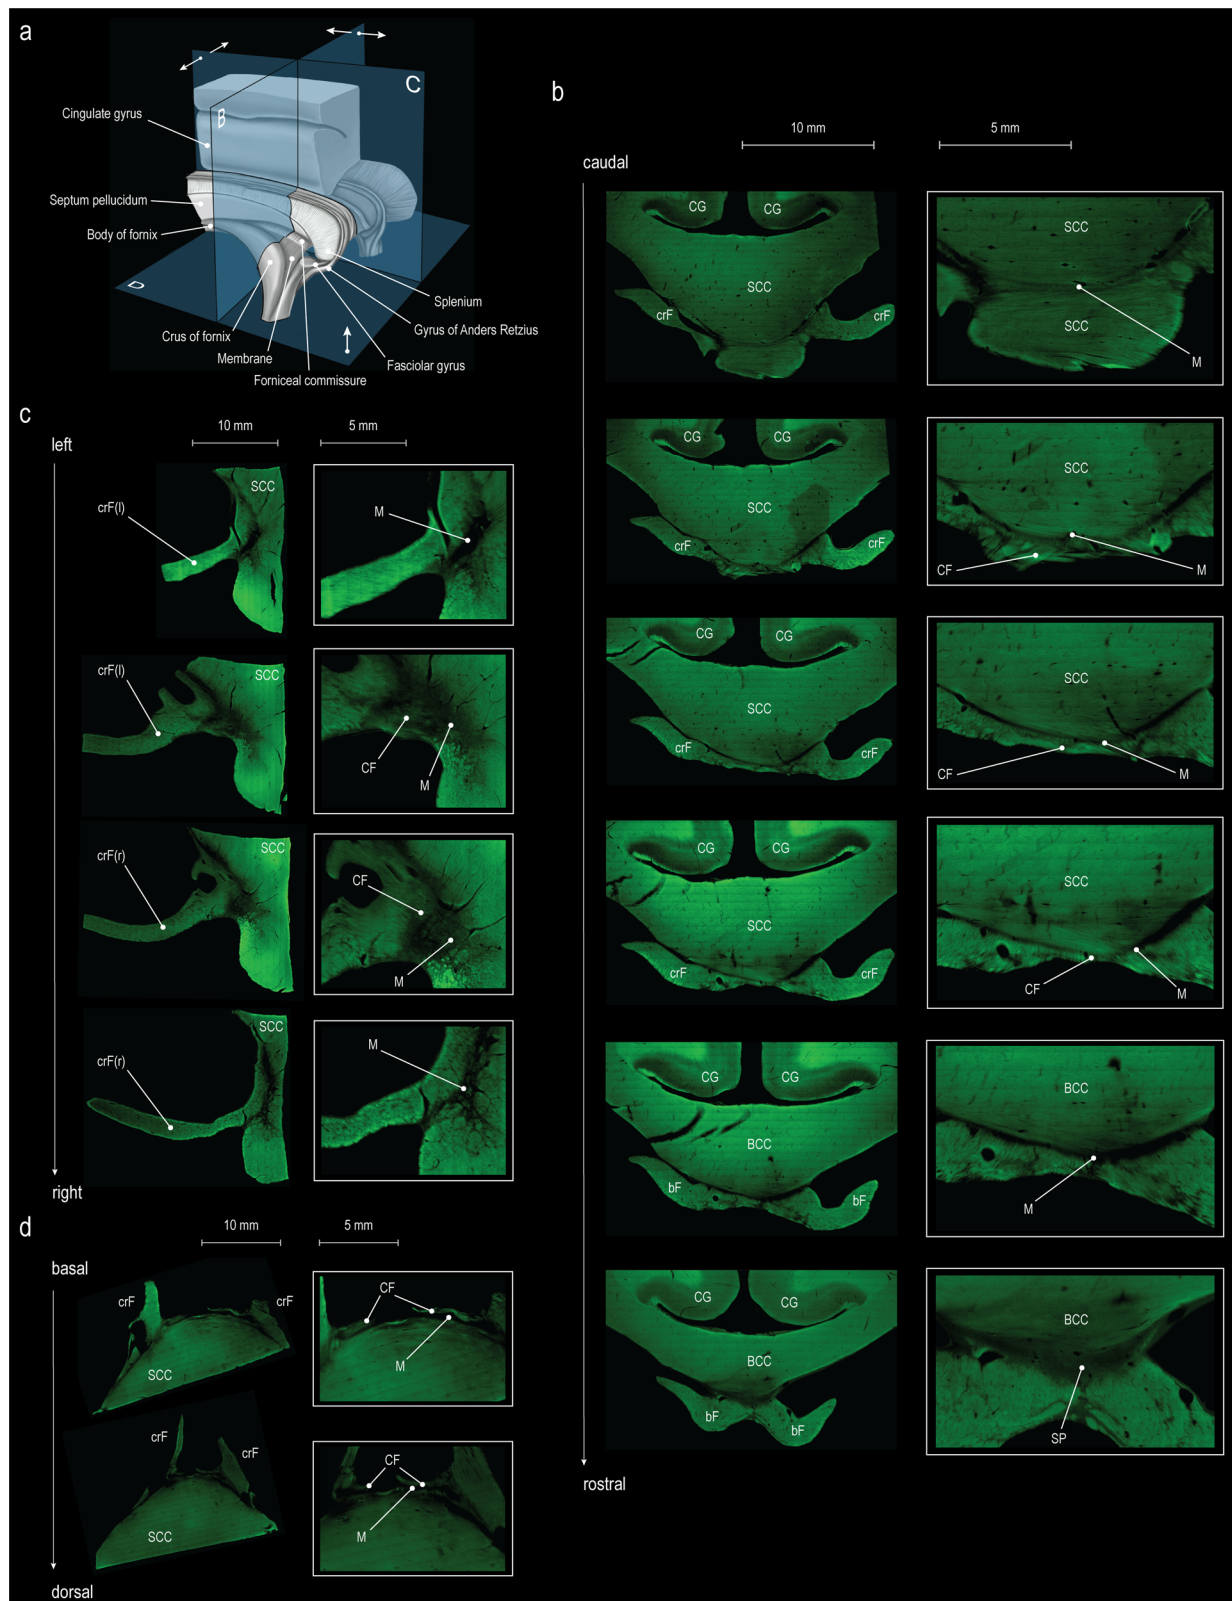 a
C
B
D
Cingulate gyrus
Septum pellucidum
Body of fornix
Crus of fornix
Membrane
Forniceal commissure
Splenium
Gyrus of Anders Retzius
Fasciolar gyrus
b
10 mm
5 mm
caudal
CG
CG
SCC
crF
crF
SCC
SCC
M
CG
CG
SCC
crF
crF
SCC
CF
M
CG
CG
SCC
crF
crF
SCC
CF
M
CG
CG
SCC
crF
crF
SCC
CF
M
CG
CG
BCC
bF
bF
BCC
M
CG
CG
BCC
bF
bF
BCC
SP
rostral
c
10 mm
5 mm
left
SCC
crF(l)
M
SCC
crF(l)
CF
M
SCC
crF(r)
CF
M
SCC
crF(r)
M
right
d
10 mm
5 mm
basal
crF
crF
SCC
CF
M
crF
crF
SCC
CF
M
dorsal